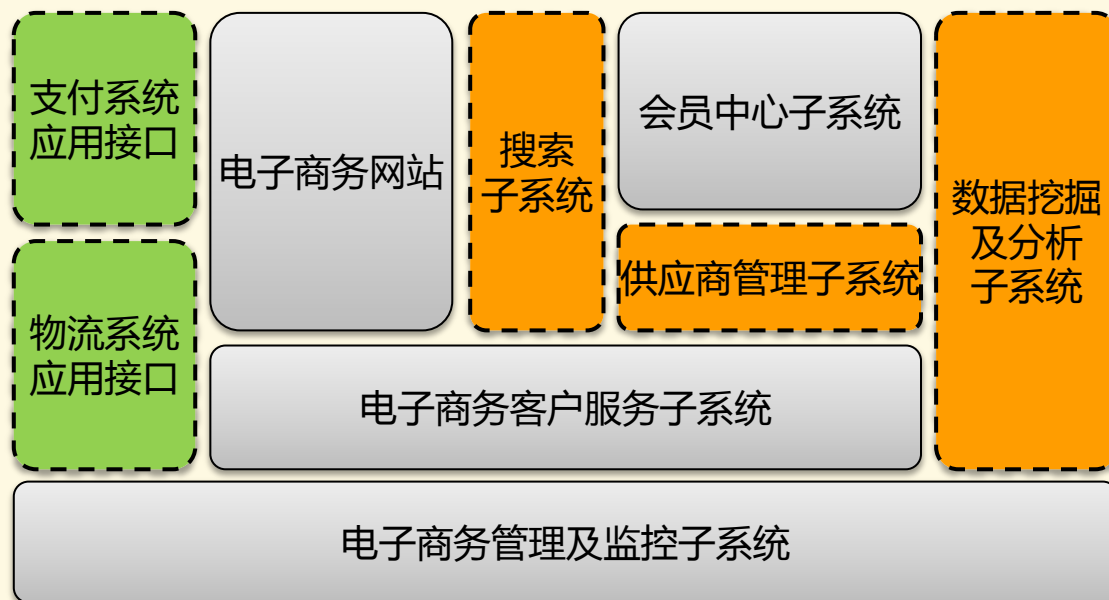 支付系统
应用接口
电子商务网站
搜索
子系统
会员中心子系统
供应商管理子系统
数据挖掘
及分析
子系统
物流系统
应用接口
电子商务客户服务子系统
电子商务管理及监控子系统